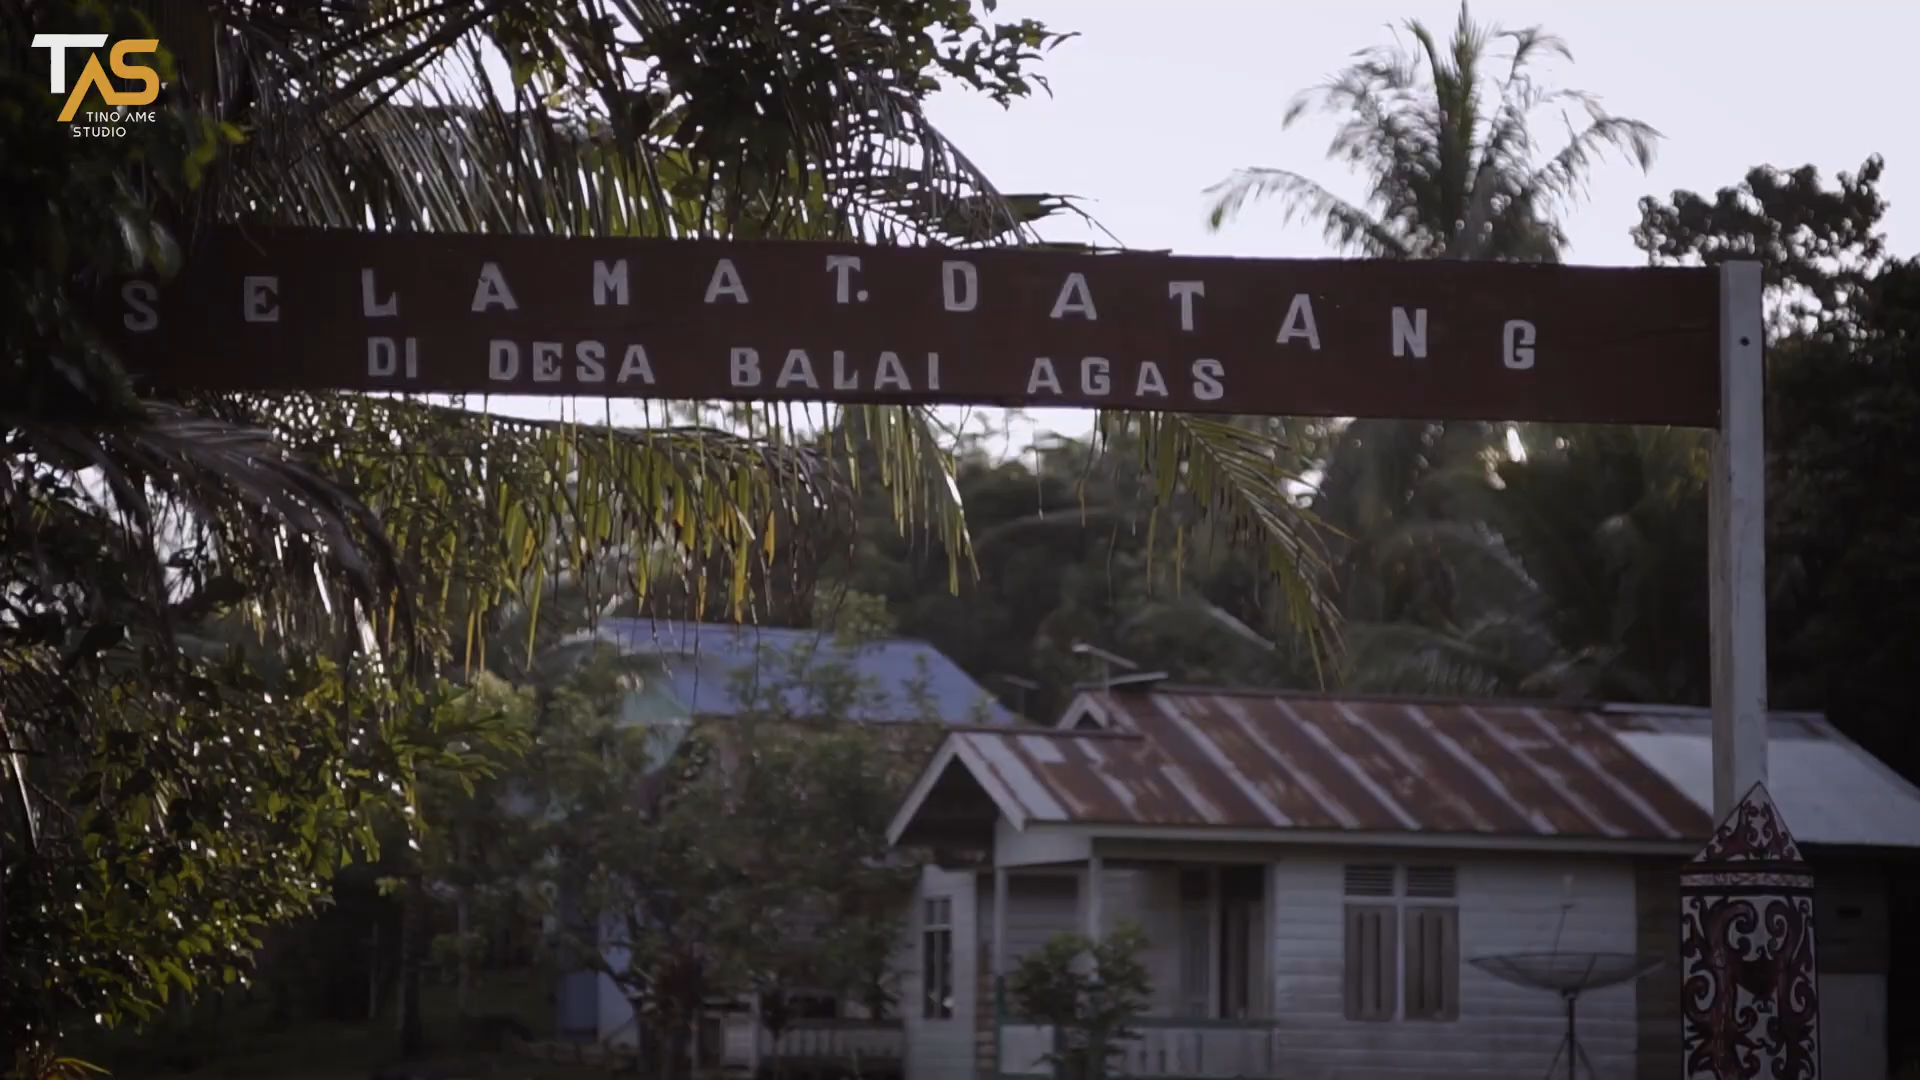 TAS
TINO AME
STUDIO
SELAMAT.DATANG
DI DESA BALAI AGAS